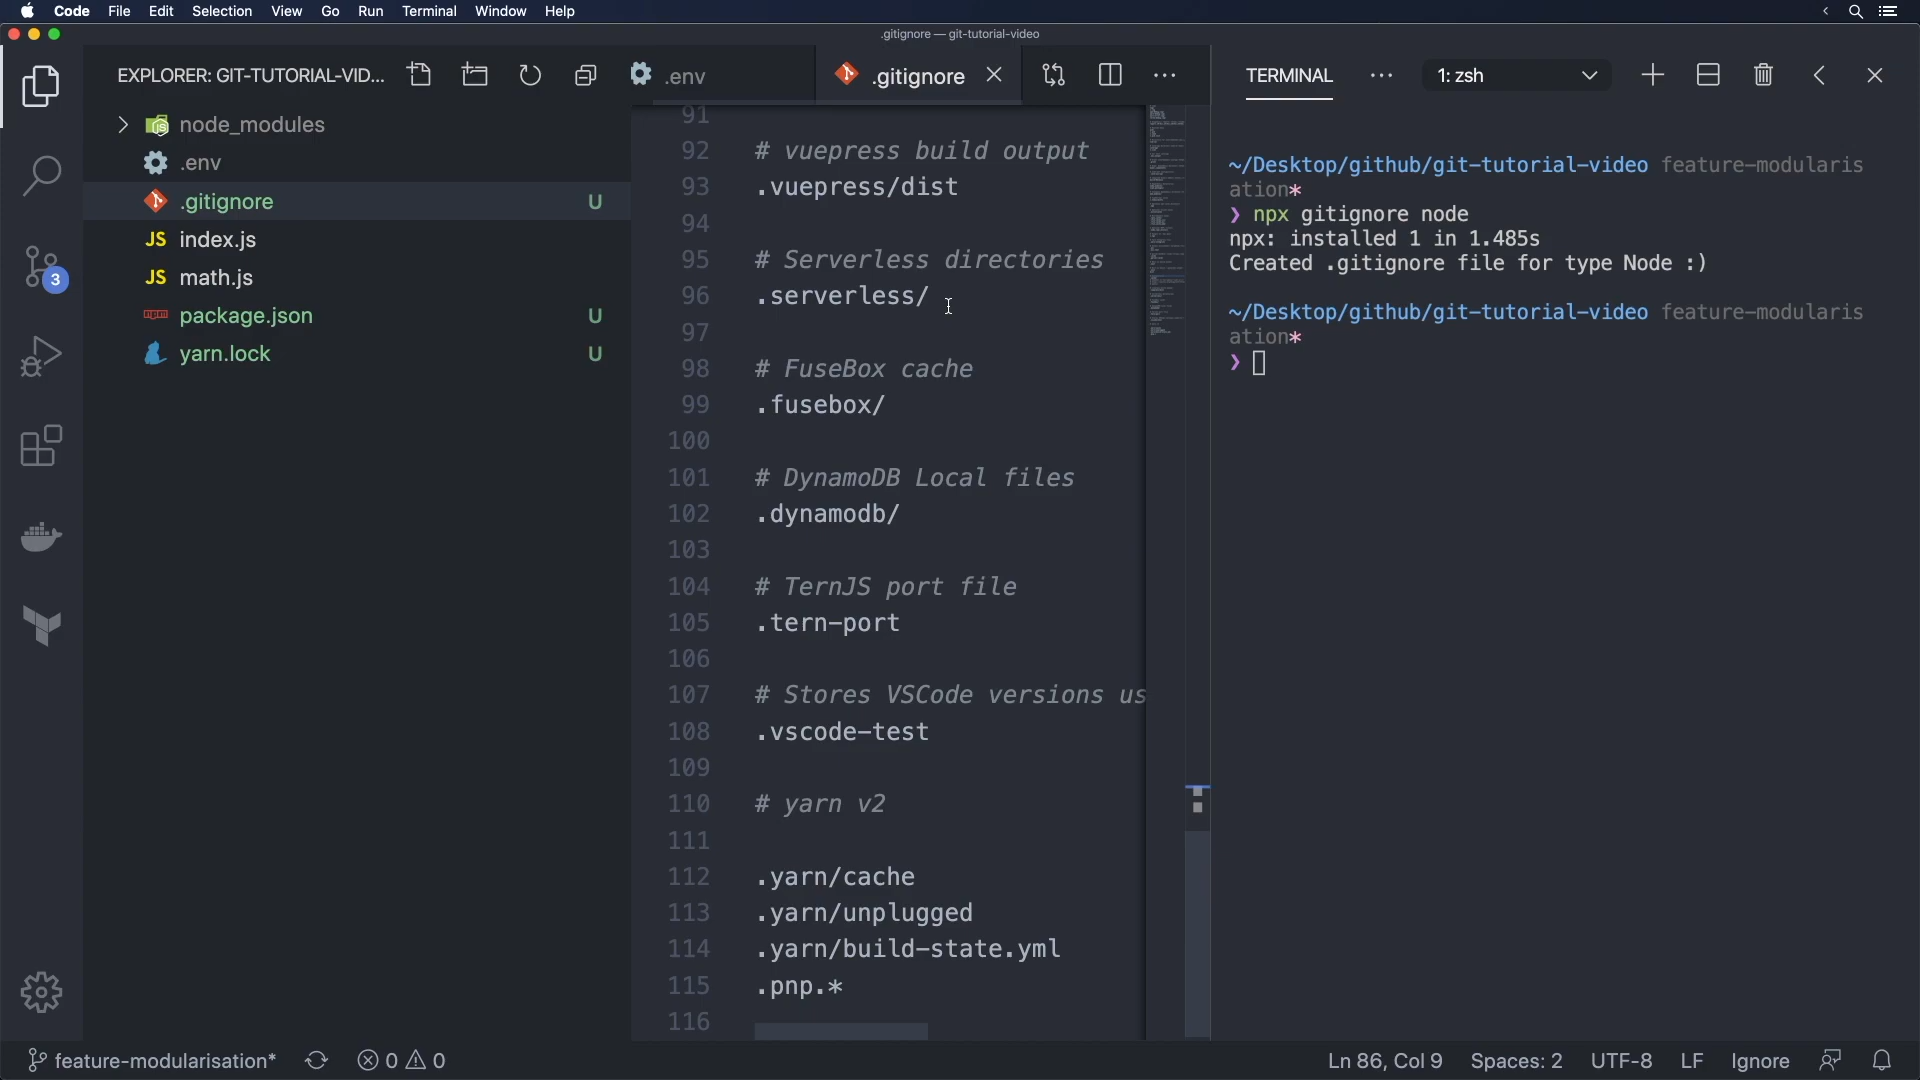 Code File Edit Selection View Go Run Terminal Window Help
.gitignore — git-tutorial-video
EXPLORER: GIT-TUTORIAL-VID...
node_modules
.env
.gitignore U
index.js
math.js
package.json U
yarn.lock U
3
.env
.gitignore
91
92 # vuepress build output
93 .vuepress/dist
94
95 # Serverless directories
96 .serverless/
97
98 # FuseBox cache
99 .fusebox/
100
101 # DynamoDB Local files
102 .dynamodb/
103
104 # TernJS port file
105 .tern-port
106
107 # Stores VSCode versions us
108 .vscode-test
109
110 # yarn v2
111
112 .yarn/cache
113 .yarn/unplugged
114 .yarn/build-state.yml
115 .pnp.*
116
TERMINAL
1: zsh
~/Desktop/github/git-tutorial-video feature-modularis
ation*
❯ npx gitignore node
npx: installed 1 in 1.485s
Created .gitignore file for type Node :)
~/Desktop/github/git-tutorial-video feature-modularis
ation*
❯
feature-modularisation* 0 0
Ln 86, Col 9 Spaces: 2 UTF-8 LF Ignore